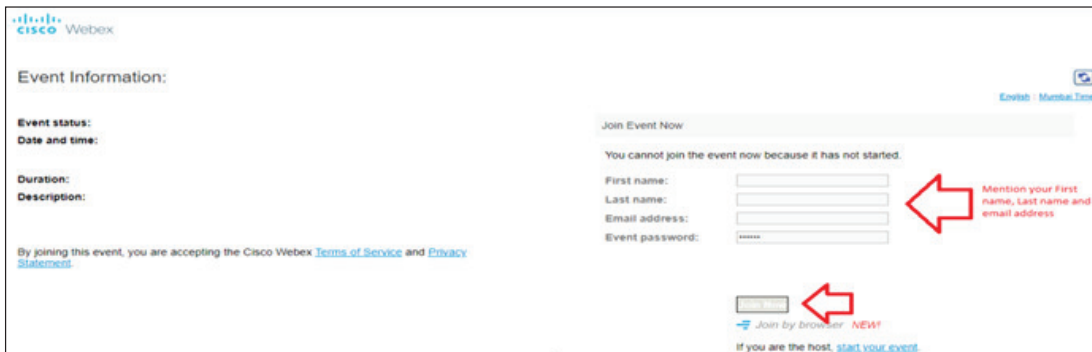 cisco Webex
Event Information:
English : Mumbai Time
Event status:
Date and time:
Duration:
Description:
By joining this event, you are accepting the Cisco Webex Terms of Service and Privacy
Statement.
Join Event Now
You cannot join the event now because it has not started.
First name:
Last name:
Email address:
Event password:
Mention your First
name, Last name and
email address
Join Now
Join by browser NEW!
If you are the host, start your event.